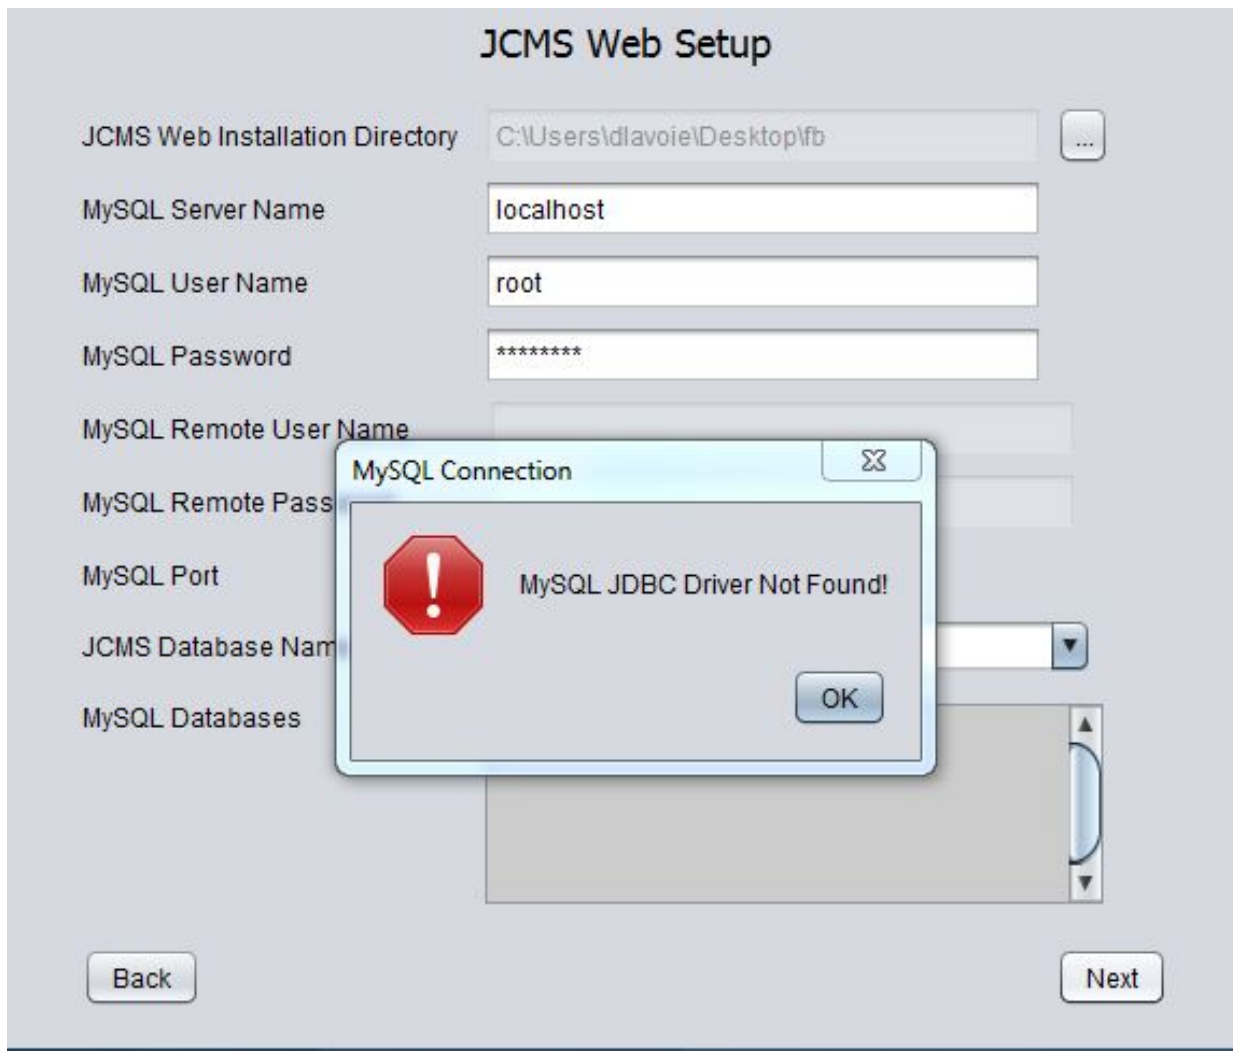 JCMS Web Setup
JCMS Web Installation Directory C:\Users\dlavoie\Desktop\fb ...
MySQL Server Name localhost
MySQL User Name root
MySQL Password ********
MySQL Remote User Name
MySQL Connection
MySQL Remote Pass
MySQL Port
MySQL JDBC Driver Not Found!
JCMS Database Nam
OK
MySQL Databases
Back Next